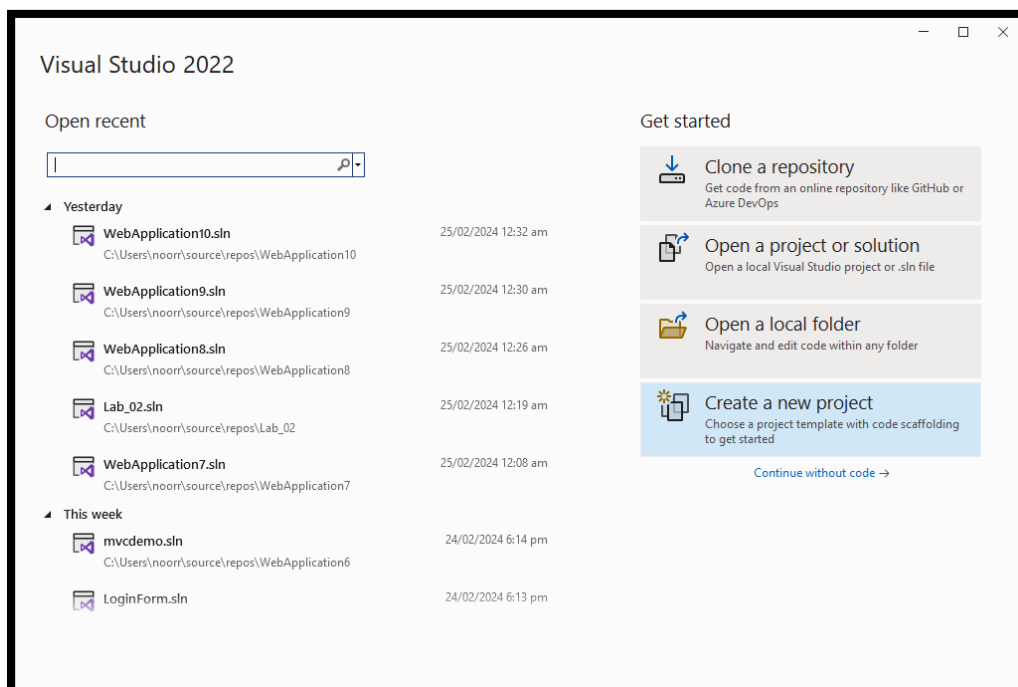 Visual Studio 2022
Open recent
Yesterday
WebApplication10.sln 25/02/2024 12:32 am
C:\Users\noorr\source\repos\WebApplication10
WebApplication9.sln 25/02/2024 12:30 am
C:\Users\noorr\source\repos\WebApplication9
WebApplication8.sln 25/02/2024 12:26 am
C:\Users\noorr\source\repos\WebApplication8
Lab_02.sln 25/02/2024 12:19 am
C:\Users\noorr\source\repos\Lab_02
WebApplication7.sln 25/02/2024 12:08 am
C:\Users\noorr\source\repos\WebApplication7
This week
mvcdemo.sln 24/02/2024 6:14 pm
C:\Users\noorr\source\repos\WebApplication6
LoginForm.sln 24/02/2024 6:13 pm
Get started
Clone a repository
Get code from an online repository like GitHub or
Azure DevOps
Open a project or solution
Open a local Visual Studio project or .sln file
Open a local folder
Navigate and edit code within any folder
Create a new project
Choose a project template with code scaffolding
to get started
Continue without code →